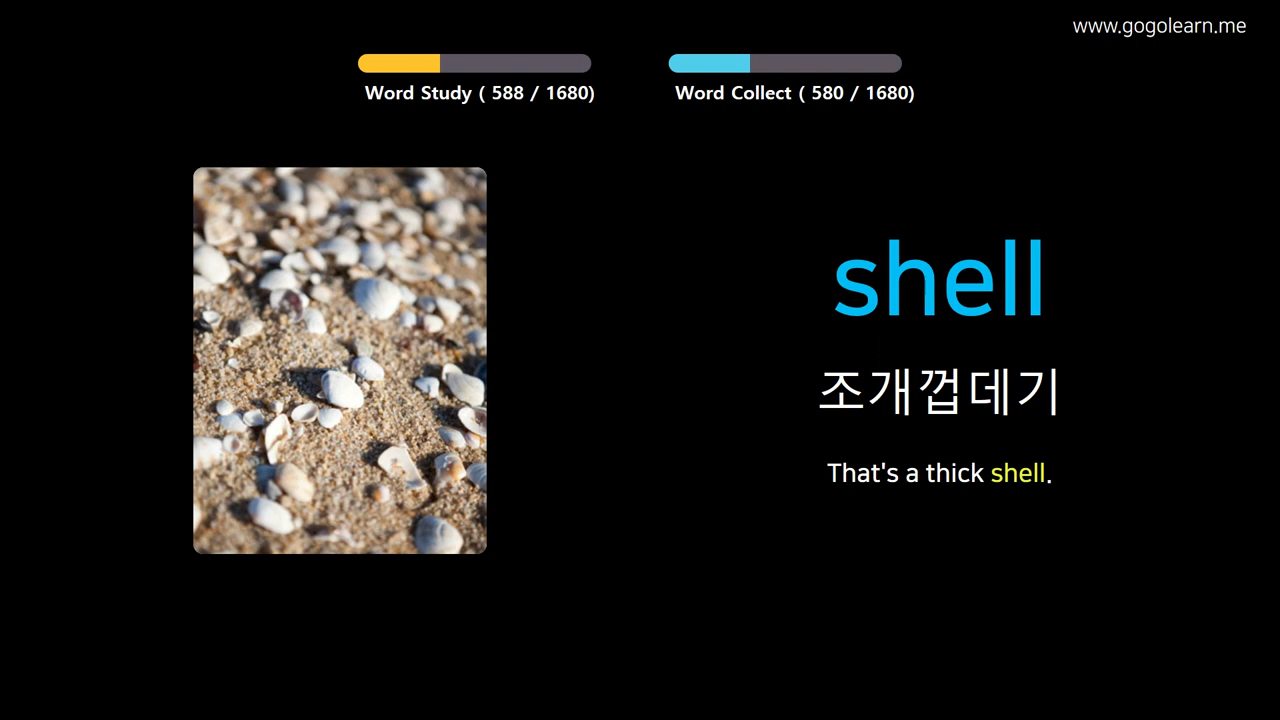 www.gogolearn.me
Word Study ( 588 / 1680)
Word Collect ( 580 / 1680)
shell
조개껍데기
That's a thick shell.